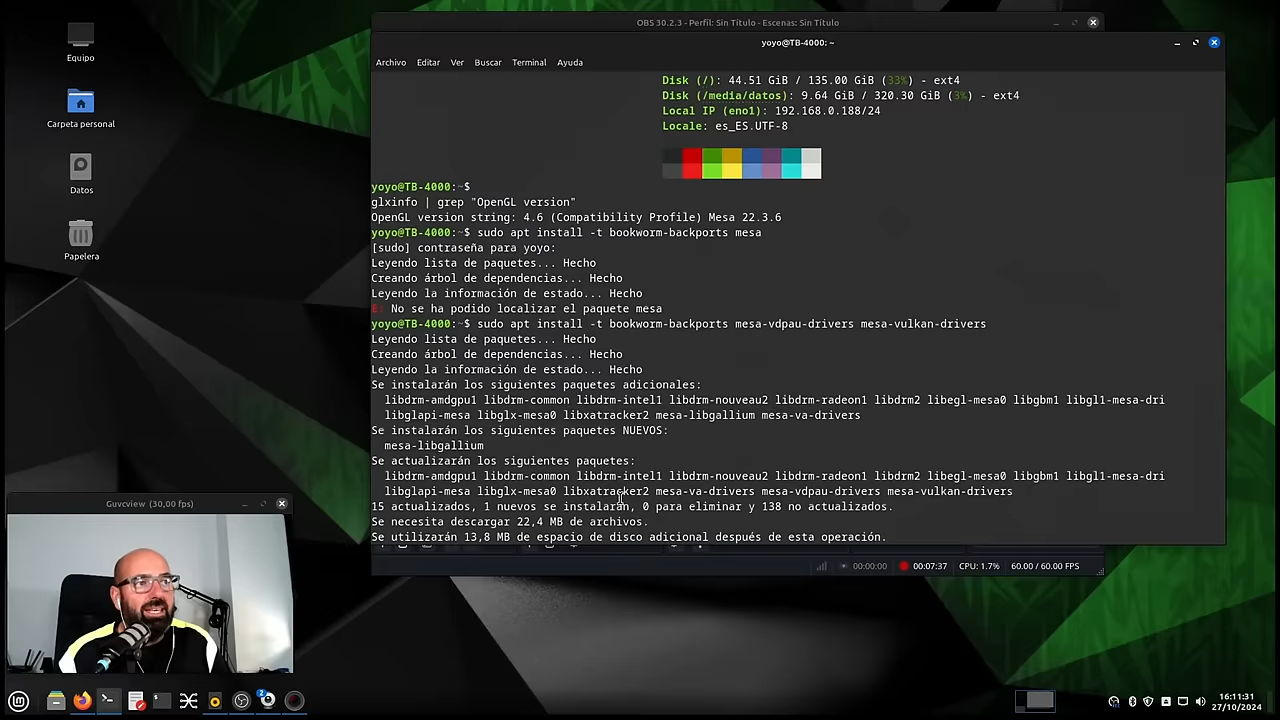 OBS 30.2.3 - Perfil: Sin Título - Escenas: Sin Título
yoyo@TB-4000: ~
Archivo Editar Ver Buscar Terminal Ayuda
Equipo
Carpeta personal
Datos
Papelera
Disk (/): 44.51 GiB / 135.00 GiB (33%) - ext4
Disk (/media/datos): 9.64 GiB / 320.30 GiB (3%) - ext4
Local IP (eno1): 192.168.0.188/24
Locale: es_ES.UTF-8
yoyo@TB-4000:~$
glxinfo | grep "OpenGL version"
OpenGL version string: 4.6 (Compatibility Profile) Mesa 22.3.6
yoyo@TB-4000:~$ sudo apt install -t bookworm-backports mesa
[sudo] contraseña para yoyo:
Leyendo lista de paquetes... Hecho
Creando árbol de dependencias... Hecho
Leyendo la información de estado... Hecho
E: No se ha podido localizar el paquete mesa
yoyo@TB-4000:~$ sudo apt install -t bookworm-backports mesa-vdpau-drivers mesa-vulkan-drivers
Leyendo lista de paquetes... Hecho
Creando árbol de dependencias... Hecho
Leyendo la información de estado... Hecho
Se instalarán los siguientes paquetes adicionales:
libdrm-amdgpu1 libdrm-common libdrm-intel1 libdrm-nouveau2 libdrm-radeon1 libdrm2 libegl-mesa0 libgbm1 libgl1-mesa-dri
libglapi-mesa libglx-mesa0 libxatracker2 mesa-libgallium mesa-va-drivers
Se instalarán los siguientes paquetes NUEVOS:
mesa-libgallium
Se actualizarán los siguientes paquetes:
libdrm-amdgpu1 libdrm-common libdrm-intel1 libdrm-nouveau2 libdrm-radeon1 libdrm2 libegl-mesa0 libgbm1 libgl1-mesa-dri
libglapi-mesa libglx-mesa0 libxatracker2 mesa-va-drivers mesa-vdpau-drivers mesa-vulkan-drivers
15 actualizados, 1 nuevos se instalarán, 0 para eliminar y 138 no actualizados.
Se necesita descargar 22,4 MB de archivos.
Se utilizarán 13,8 MB de espacio de disco adicional después de esta operación.
00:00:00 00:07:37 CPU: 1.7% 60.00 / 60.00 FPS
Guvcview (30,00 fps)
2
16:11:31
27/10/2024